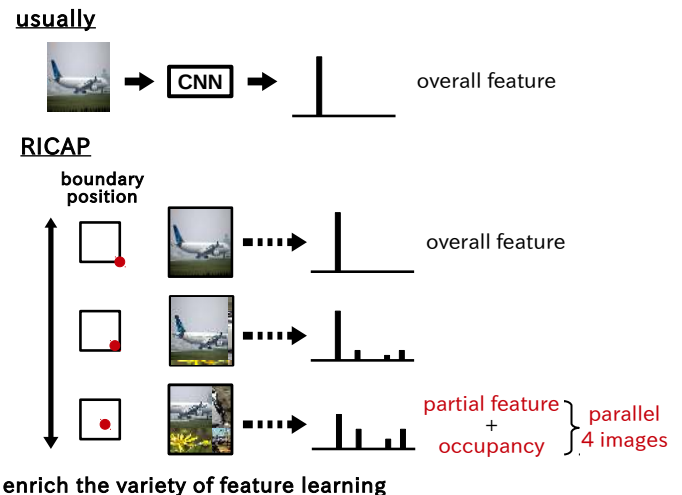 usually
CNN
overall feature
RICAP
boundary
position
overall feature
partial feature
+
occupancy
parallel
4 images
enrich the variety of feature learning